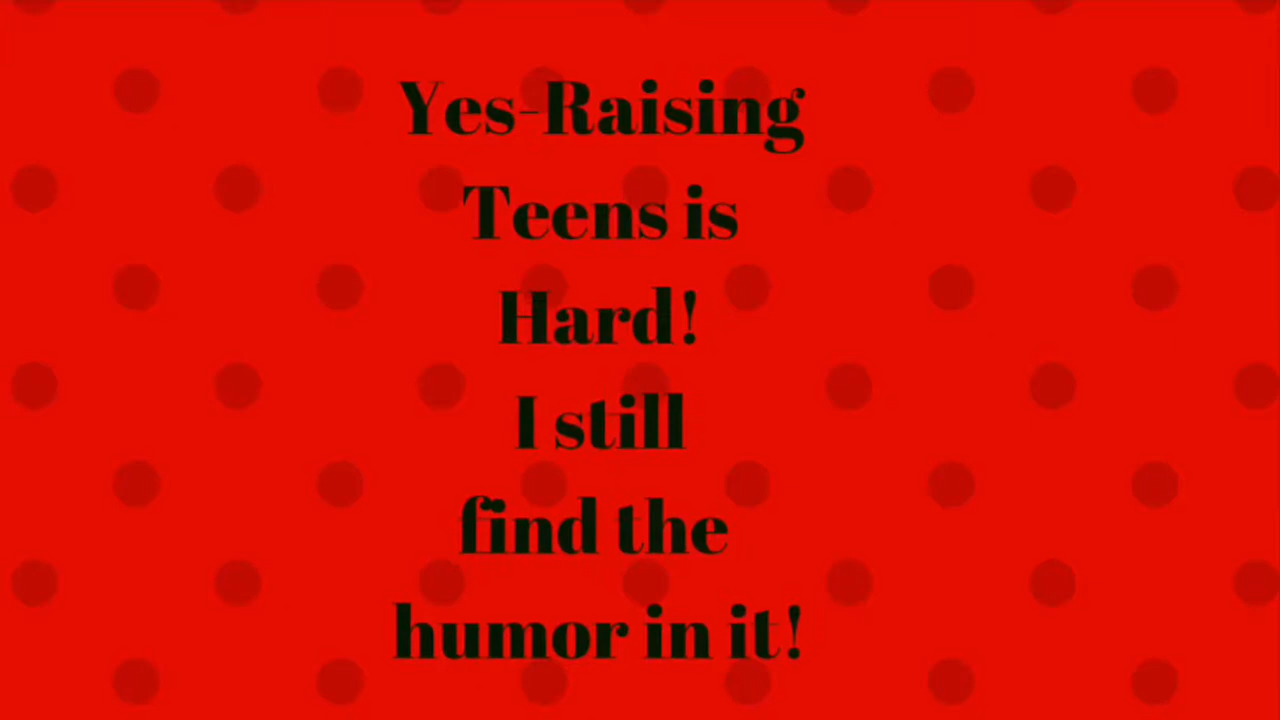 Yes-Raising
Teens is
Hard!
I still
find the
humor in it!